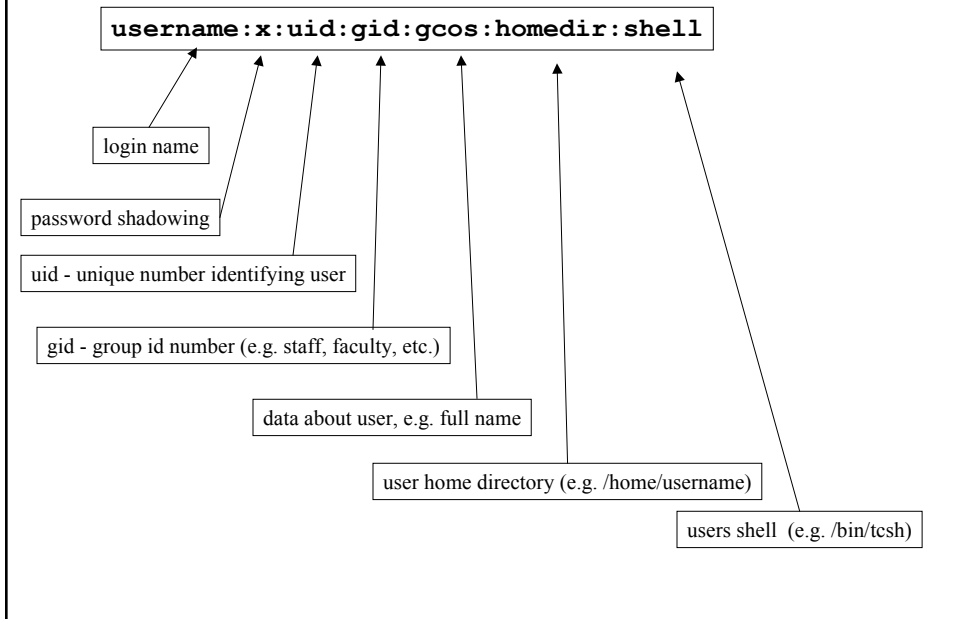 username:x:uid:gid:gcos:homedir:shell
login name
password shadowing
uid - unique number identifying user
gid - group id number (e.g. staff, faculty, etc.)
data about user, e.g. full name
user home directory (e.g. /home/username)
users shell  (e.g. /bin/tcsh)